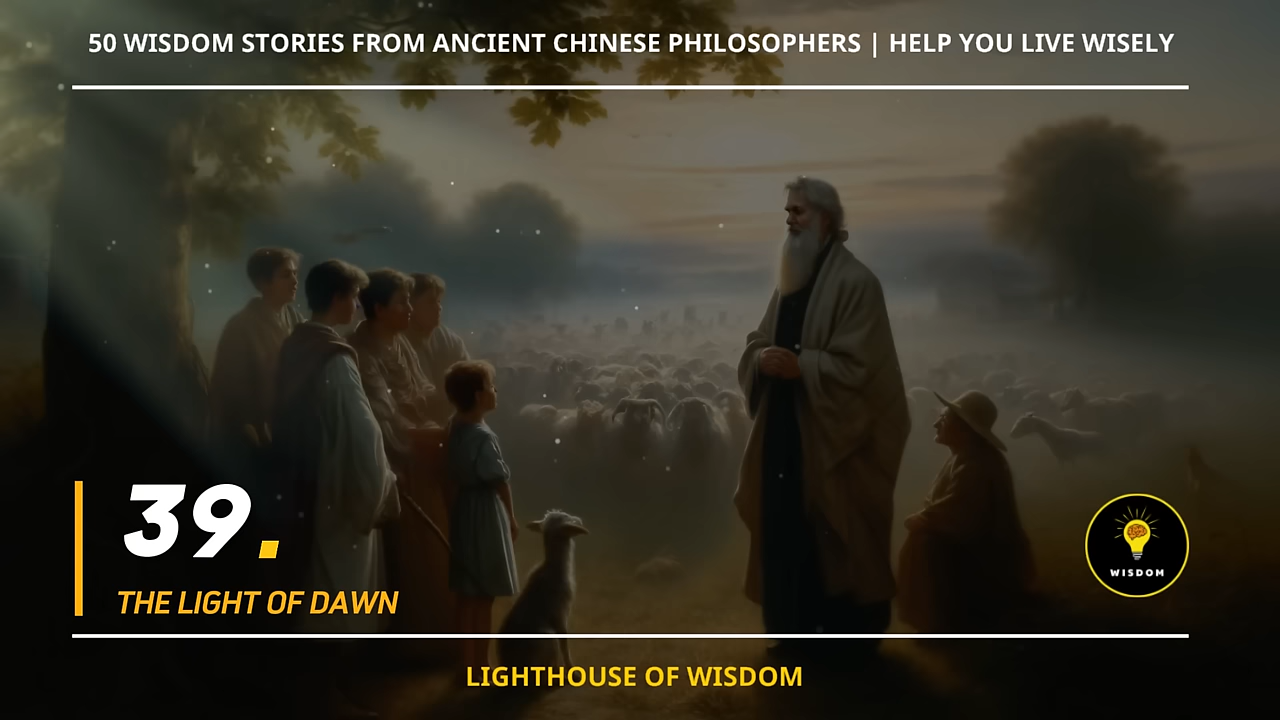 50 WISDOM STORIES FROM ANCIENT CHINESE PHILOSOPHERS | HELP YOU LIVE WISELY
39.
THE LIGHT OF DAWN
WISDOM
LIGHTHOUSE OF WISDOM